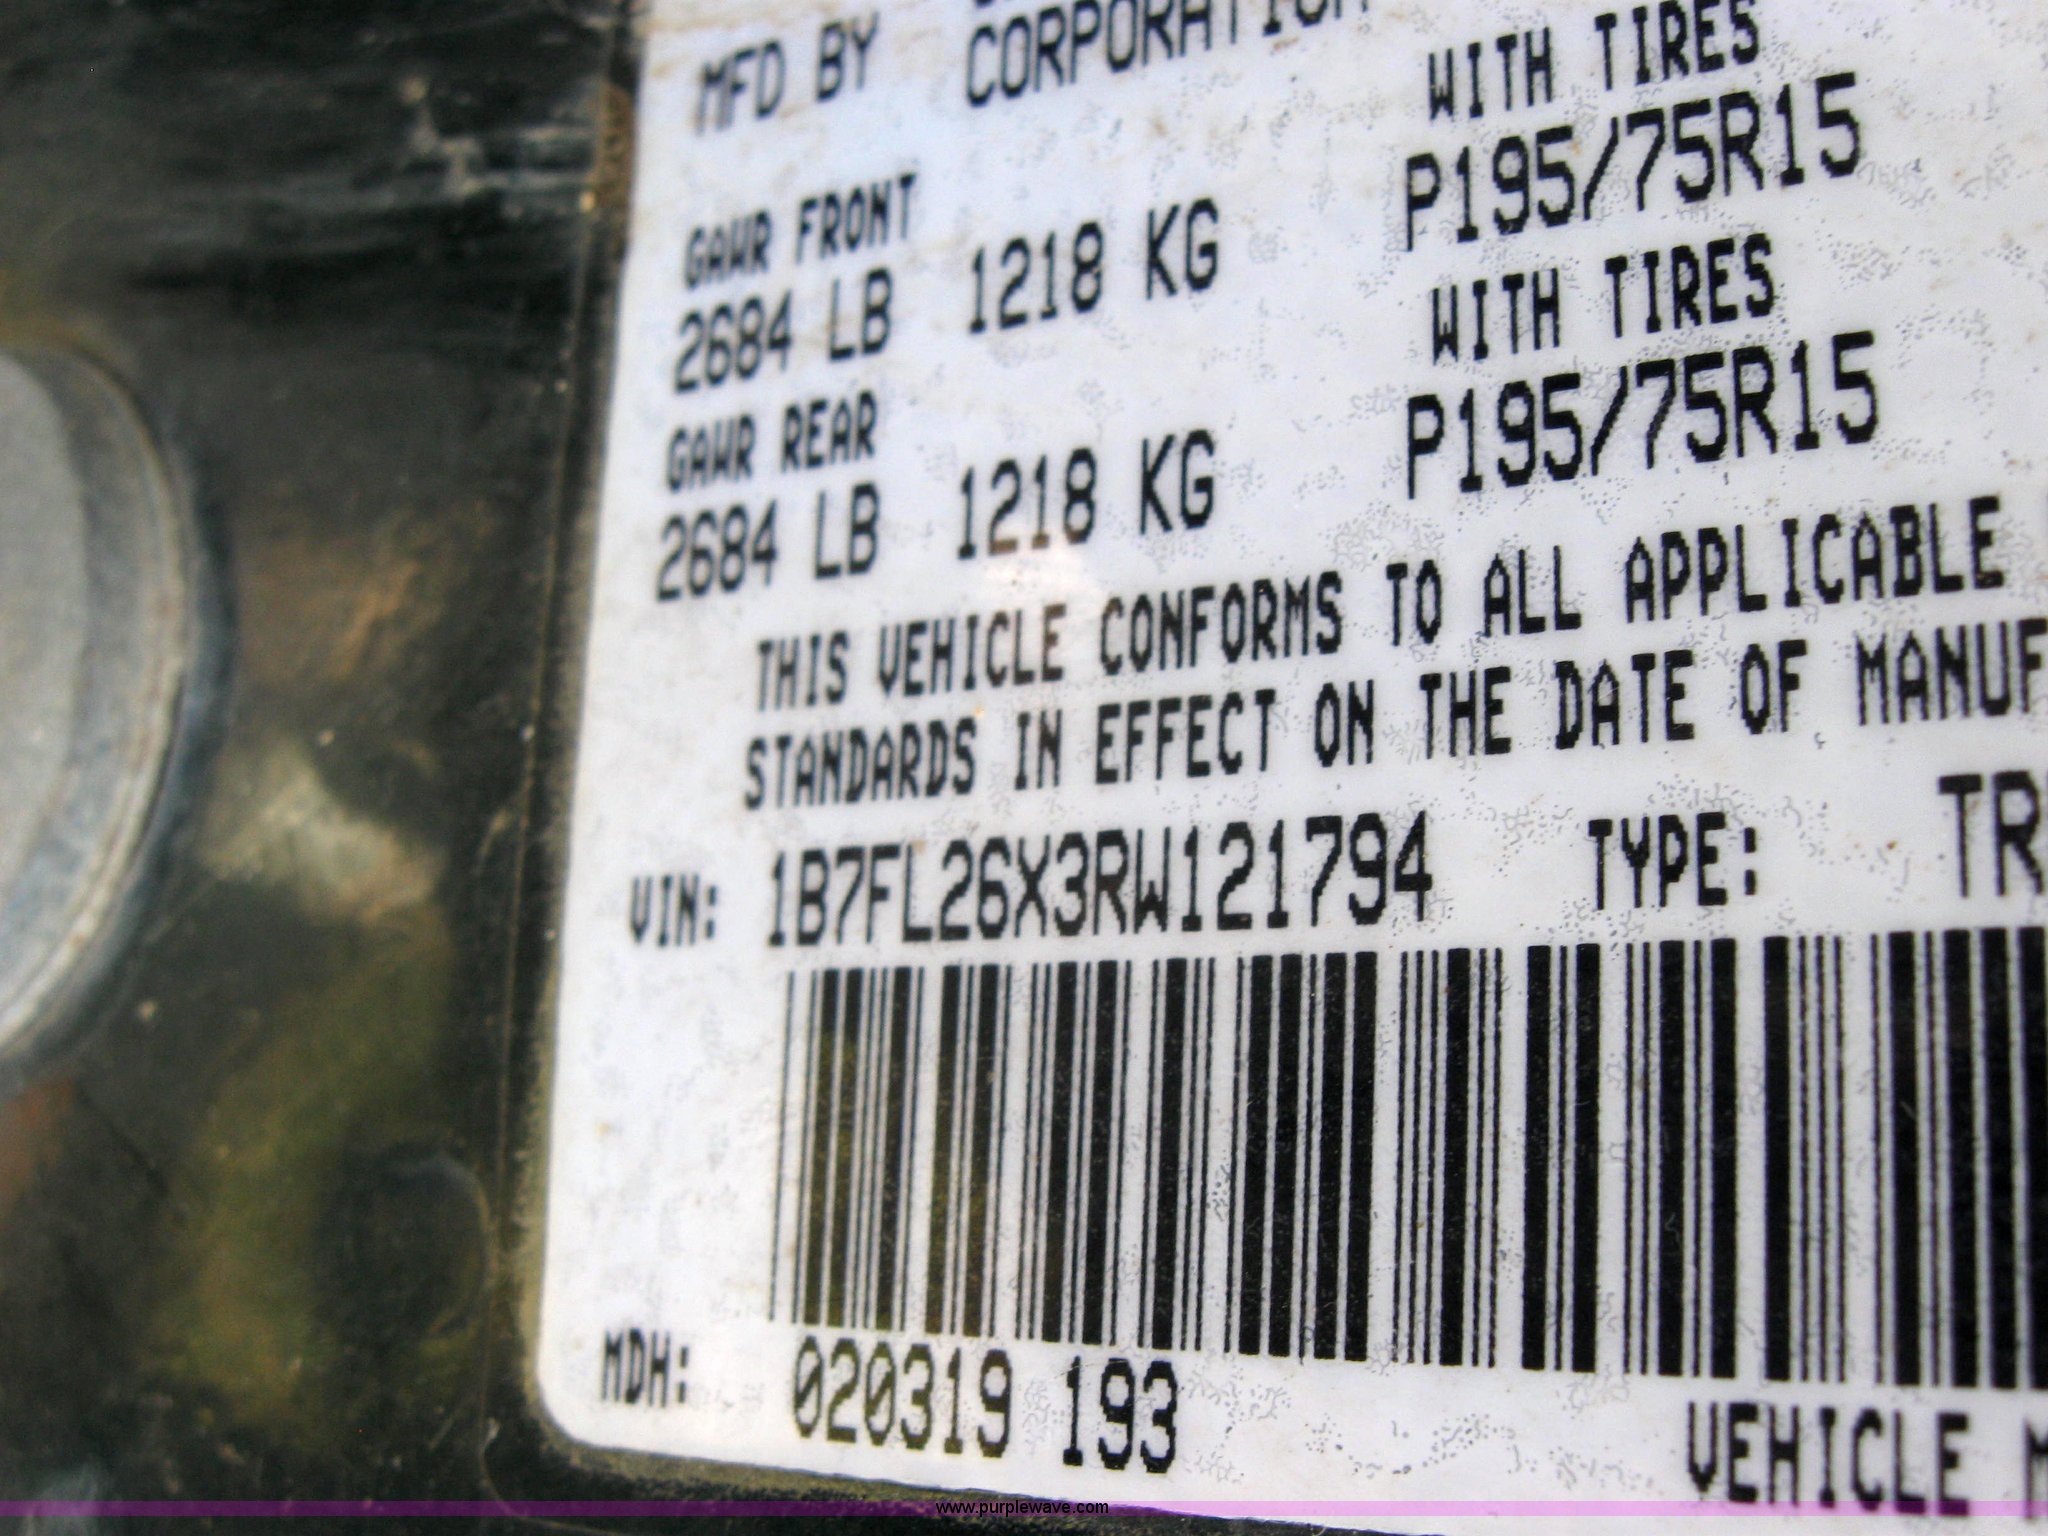 MFD BY CORPORATION
WITH TIRES
GAWR FRONT P195/75R15
2684 LB 1218 KG
WITH TIRES
GAWR REAR P195/75R15
2684 LB 1218 KG
THIS VEHICLE CONFORMS TO ALL APPLICABLE
STANDARDS IN EFFECT ON THE DATE OF MANUF
VIN: 1B7FL26X3RW121794 TYPE: TR
MDH: 020319 193
VEHICLE M
www.purplewave.com